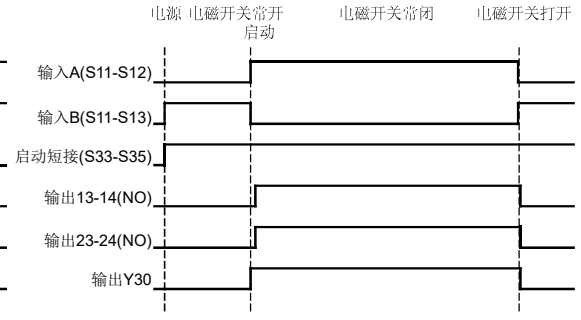 电源 电磁开关常开 电磁开关常闭 电磁开关打开
启动
输入A(S11-S12)
输入B(S11-S13)
启动短接(S33-S35)
输出13-14(NO)
输出23-24(NO)
输出Y30